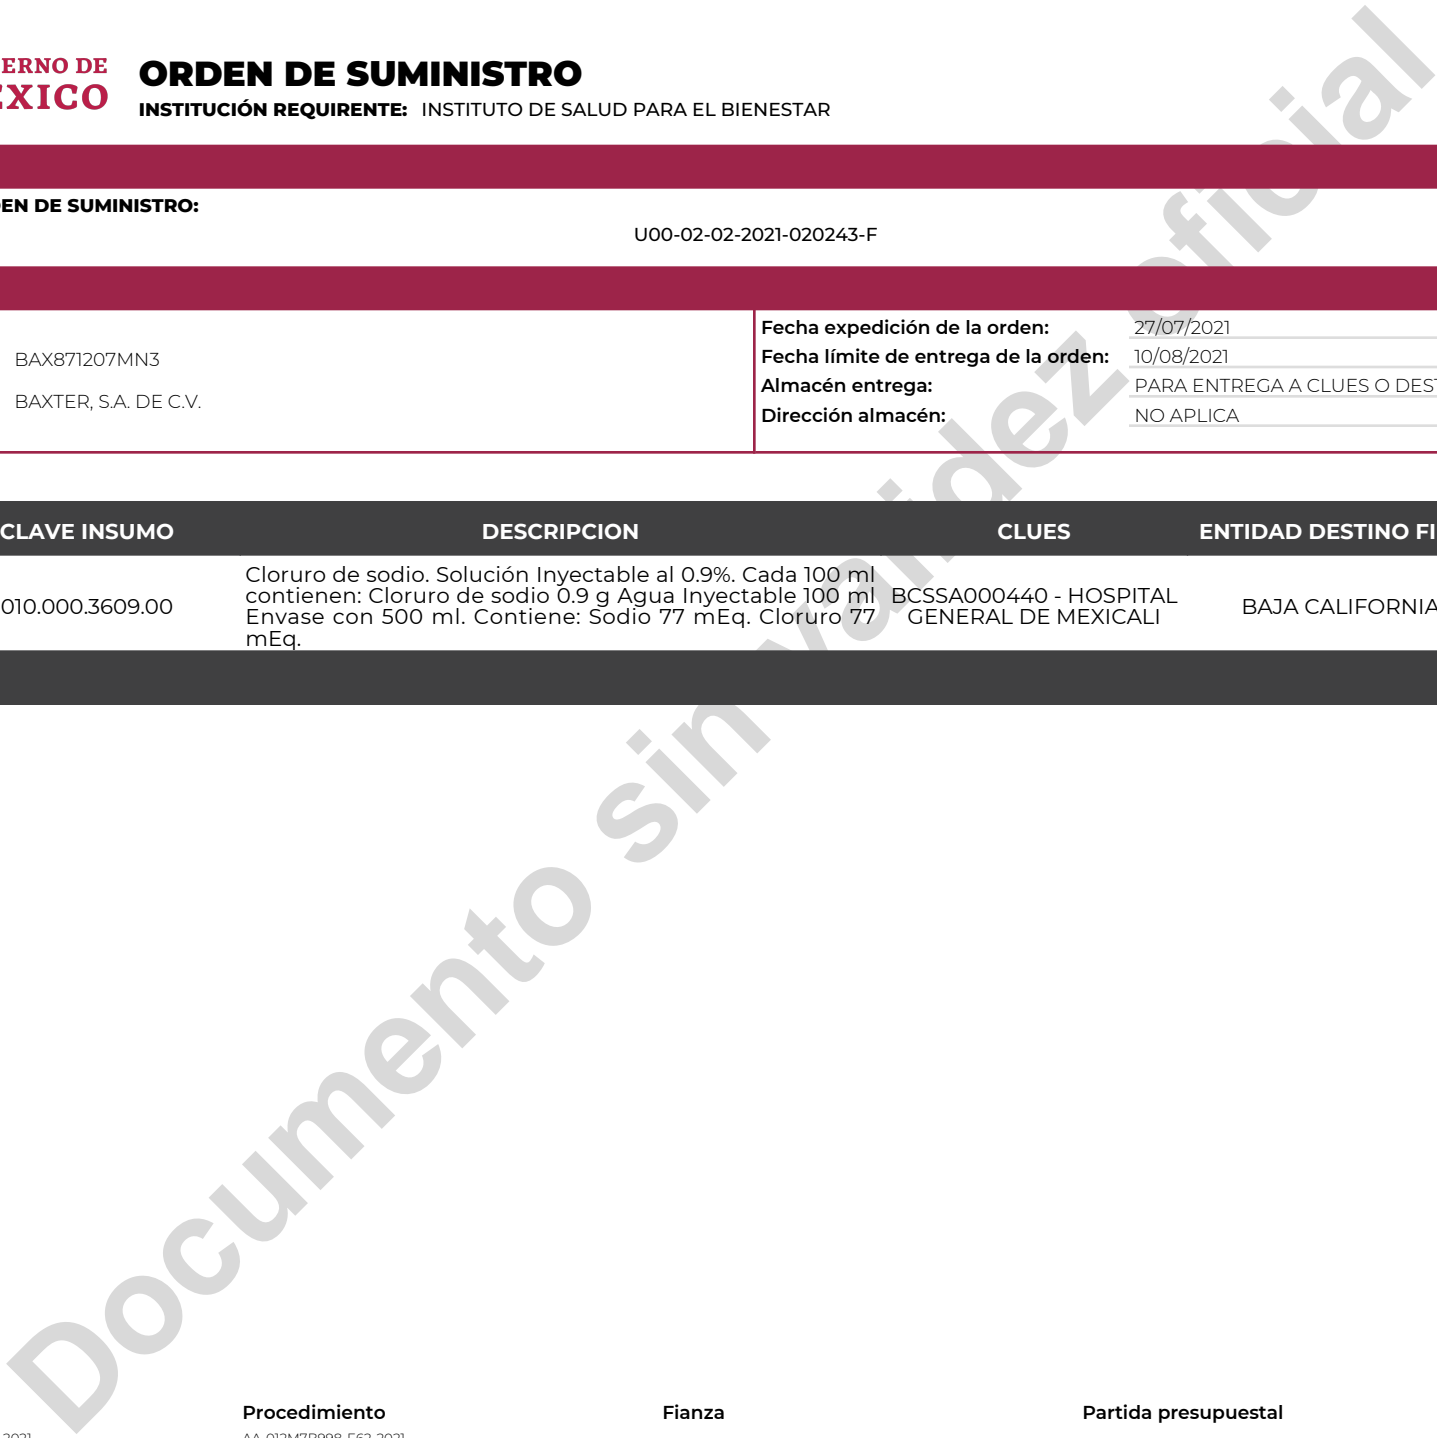 ERNO DE
EXICO
ORDEN DE SUMINISTRO
INSTITUCIÓN REQUIRENTE: INSTITUTO DE SALUD PARA EL BIENESTAR
EN DE SUMINISTRO:
U00-02-02-2021-020243-F
BAX871207MN3
BAXTER, S.A. DE C.V.
Fecha expedición de la orden: 27/07/2021
Fecha límite de entrega de la orden: 10/08/2021
Almacén entrega: PARA ENTREGA A CLUES O DEST
Dirección almacén: NO APLICA
CLAVE INSUMO DESCRIPCION CLUES ENTIDAD DESTINO FI
010.000.3609.00
Cloruro de sodio. Solución Inyectable al 0.9%. Cada 100 ml
contienen: Cloruro de sodio 0.9 g Agua Inyectable 100 ml
Envase con 500 ml. Contiene: Sodio 77 mEq. Cloruro 77
mEq.
BCSSA000440 - HOSPITAL
GENERAL DE MEXICALI
BAJA CALIFORNIA
Documento sin validez oficial
Procedimiento Fianza Partida presupuestal